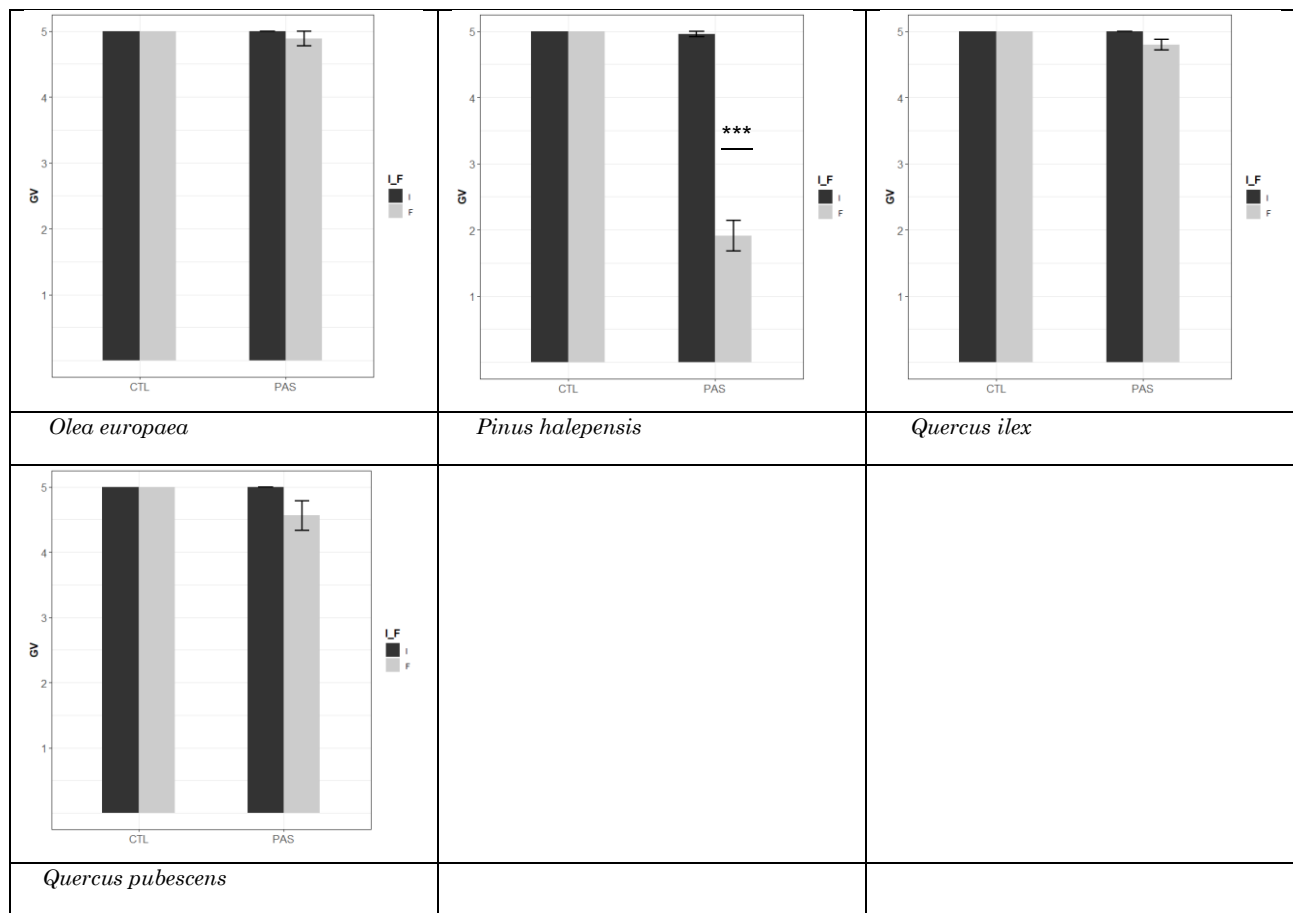 5
4
3
2
1
GV
CTL PAS
I_F
I
F
Olea europaea
5
4
3
2
1
GV
***
CTL PAS
I_F
I
F
Pinus halepensis
5
4
3
2
1
GV
CTL PAS
I_F
I
F
Quercus ilex
5
4
3
2
1
GV
CTL PAS
I_F
I
F
Quercus pubescens